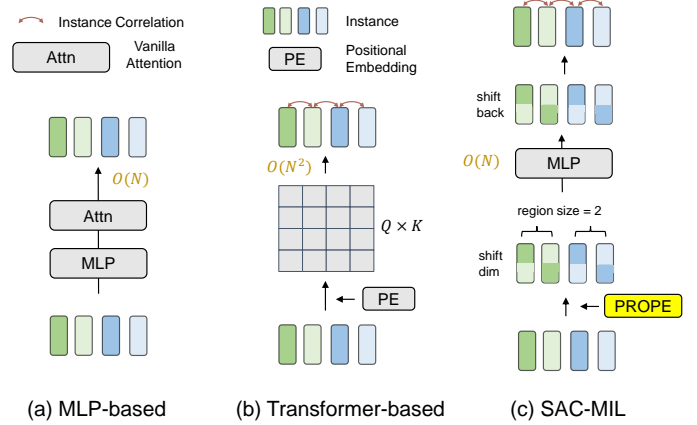 Instance Correlation
Attn
Vanilla
Attention
O(N)
Attn
MLP
(a) MLP-based
Instance
PE
Positional
Embedding
O(N²)
Q × K
PE
(b) Transformer-based
shift
back
O(N)
MLP
region size = 2
shift
dim
PROPE
(c) SAC-MIL